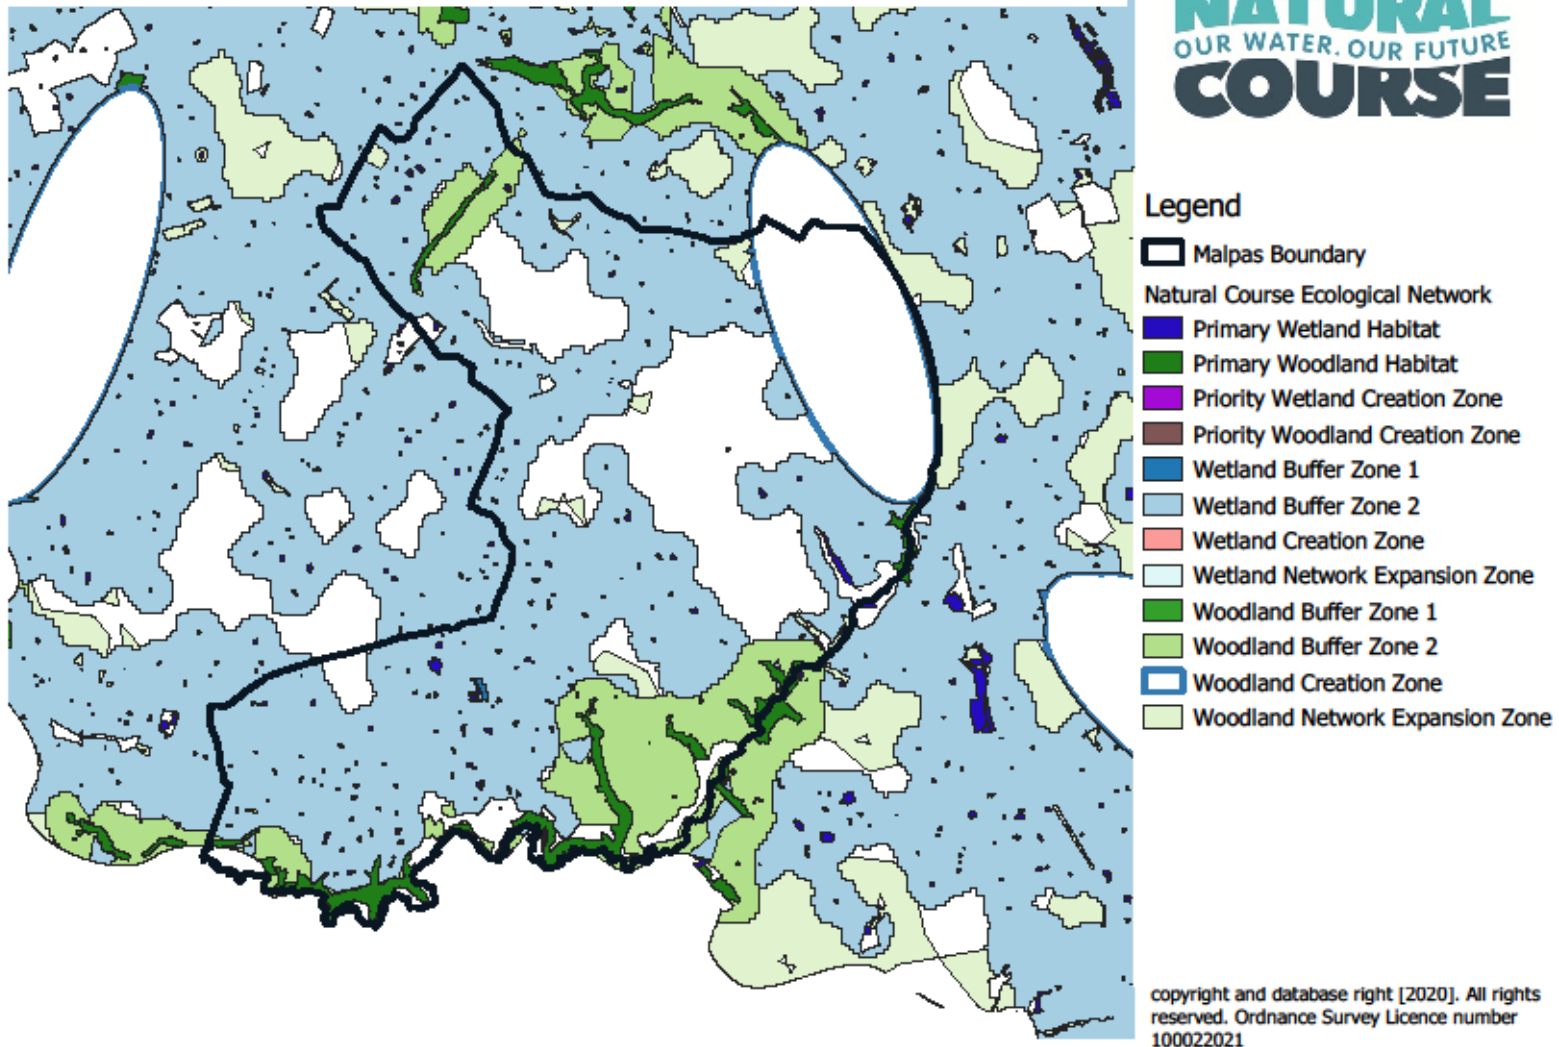 NATURAL
OUR WATER. OUR FUTURE
COURSE
Legend
Malpas Boundary
Natural Course Ecological Network
Primary Wetland Habitat
Primary Woodland Habitat
Priority Wetland Creation Zone
Priority Woodland Creation Zone
Wetland Buffer Zone 1
Wetland Buffer Zone 2
Wetland Creation Zone
Wetland Network Expansion Zone
Woodland Buffer Zone 1
Woodland Buffer Zone 2
Woodland Creation Zone
Woodland Network Expansion Zone
copyright and database right [2020]. All rights
reserved. Ordnance Survey Licence number
100022021